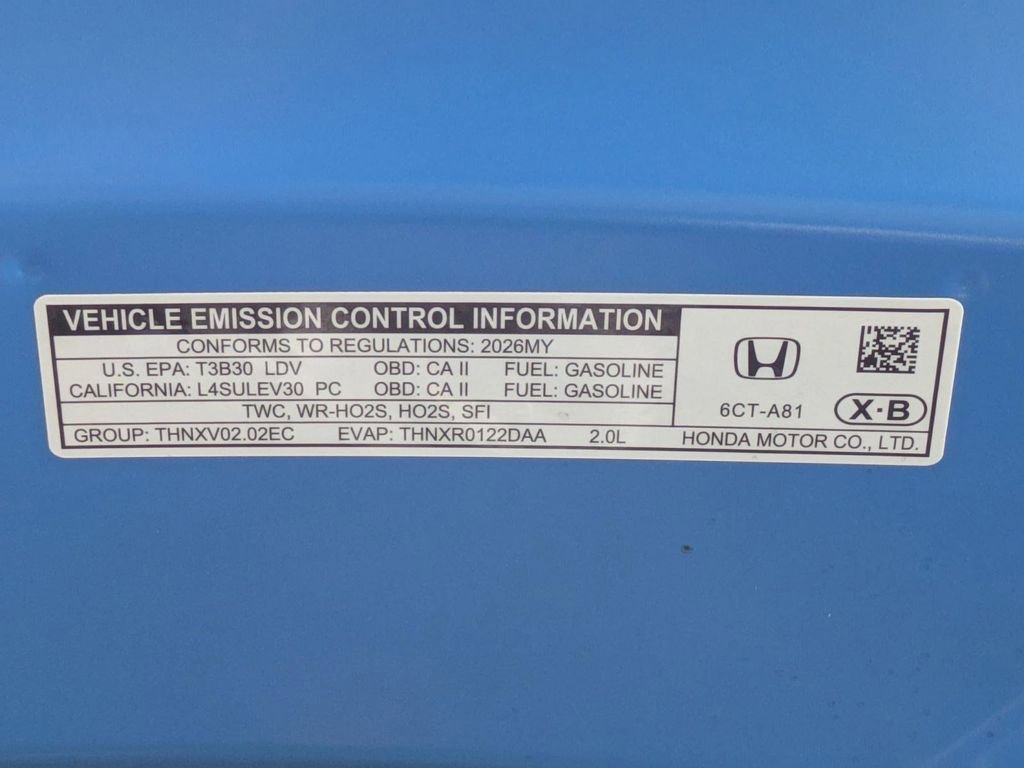 VEHICLE EMISSION CONTROL INFORMATION
CONFORMS TO REGULATIONS: 2026MY
U.S. EPA: T3B30 LDV OBD: CA II FUEL: GASOLINE
CALIFORNIA: L4SULEV30 PC OBD: CA II FUEL: GASOLINE
TWC, WR-HO2S, HO2S, SFI
GROUP: THNXV02.02EC EVAP: THNXR0122DAA 2.0L
6CT-A81 X·B
HONDA MOTOR CO., LTD.